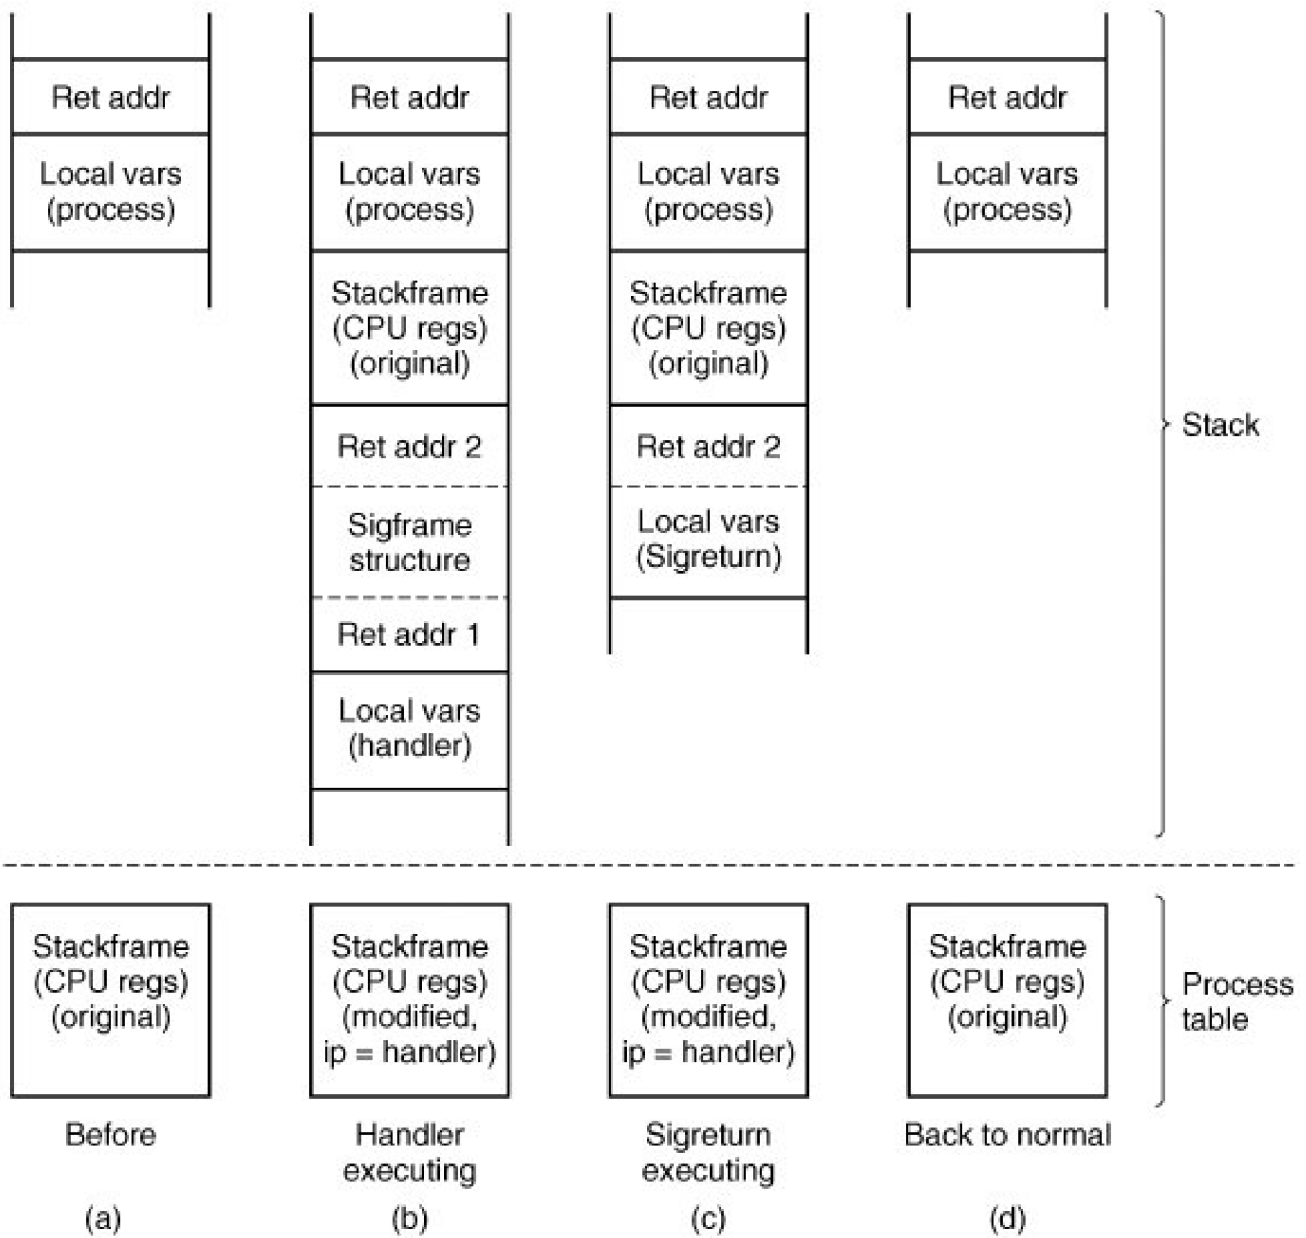 Ret addr
Local vars
(process)
Ret addr
Local vars
(process)
Stackframe
(CPU regs)
(original)
Ret addr 2
Sigframe
structure
Ret addr 1
Local vars
(handler)
Ret addr
Local vars
(process)
Stackframe
(CPU regs)
(original)
Ret addr 2
Local vars
(Sigreturn)
Ret addr
Local vars
(process)
Stack
Stackframe
(CPU regs)
(original)
Stackframe
(CPU regs)
(modified,
ip = handler)
Stackframe
(CPU regs)
(modified,
ip = handler)
Stackframe
(CPU regs)
(original)
Process
table
Before
Handler
executing
Sigreturn
executing
Back to normal
(a)
(b)
(c)
(d)